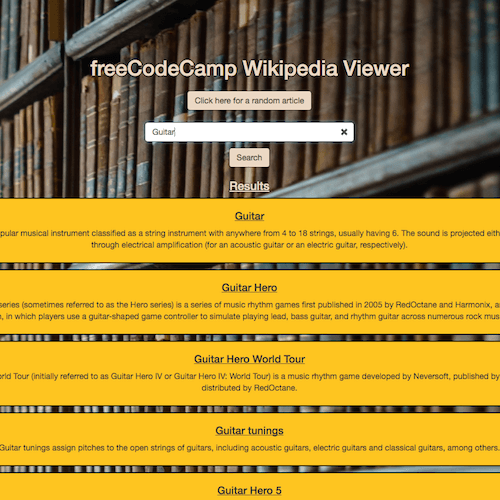 freeCodeCamp Wikipedia Viewer
Click here for a random article
Guitar
Search
Results
Guitar
pular musical instrument classified as a string instrument with anywhere from 4 to 18 strings, usually having 6. The sound is projected eith
through electrical amplification (for an acoustic guitar or an electric guitar, respectively).
Guitar Hero
series (sometimes referred to as the Hero series) is a series of music rhythm games first published in 2005 by RedOctane and Harmonix, a
, in which players use a guitar-shaped game controller to simulate playing lead, bass guitar, and rhythm guitar across numerous rock mus
Guitar Hero World Tour
orld Tour (initially referred to as Guitar Hero IV or Guitar Hero IV: World Tour) is a music rhythm game developed by Neversoft, published by
distributed by RedOctane.
Guitar tunings
Guitar tunings assign pitches to the open strings of guitars, including acoustic guitars, electric guitars and classical guitars, among others.
Guitar Hero 5